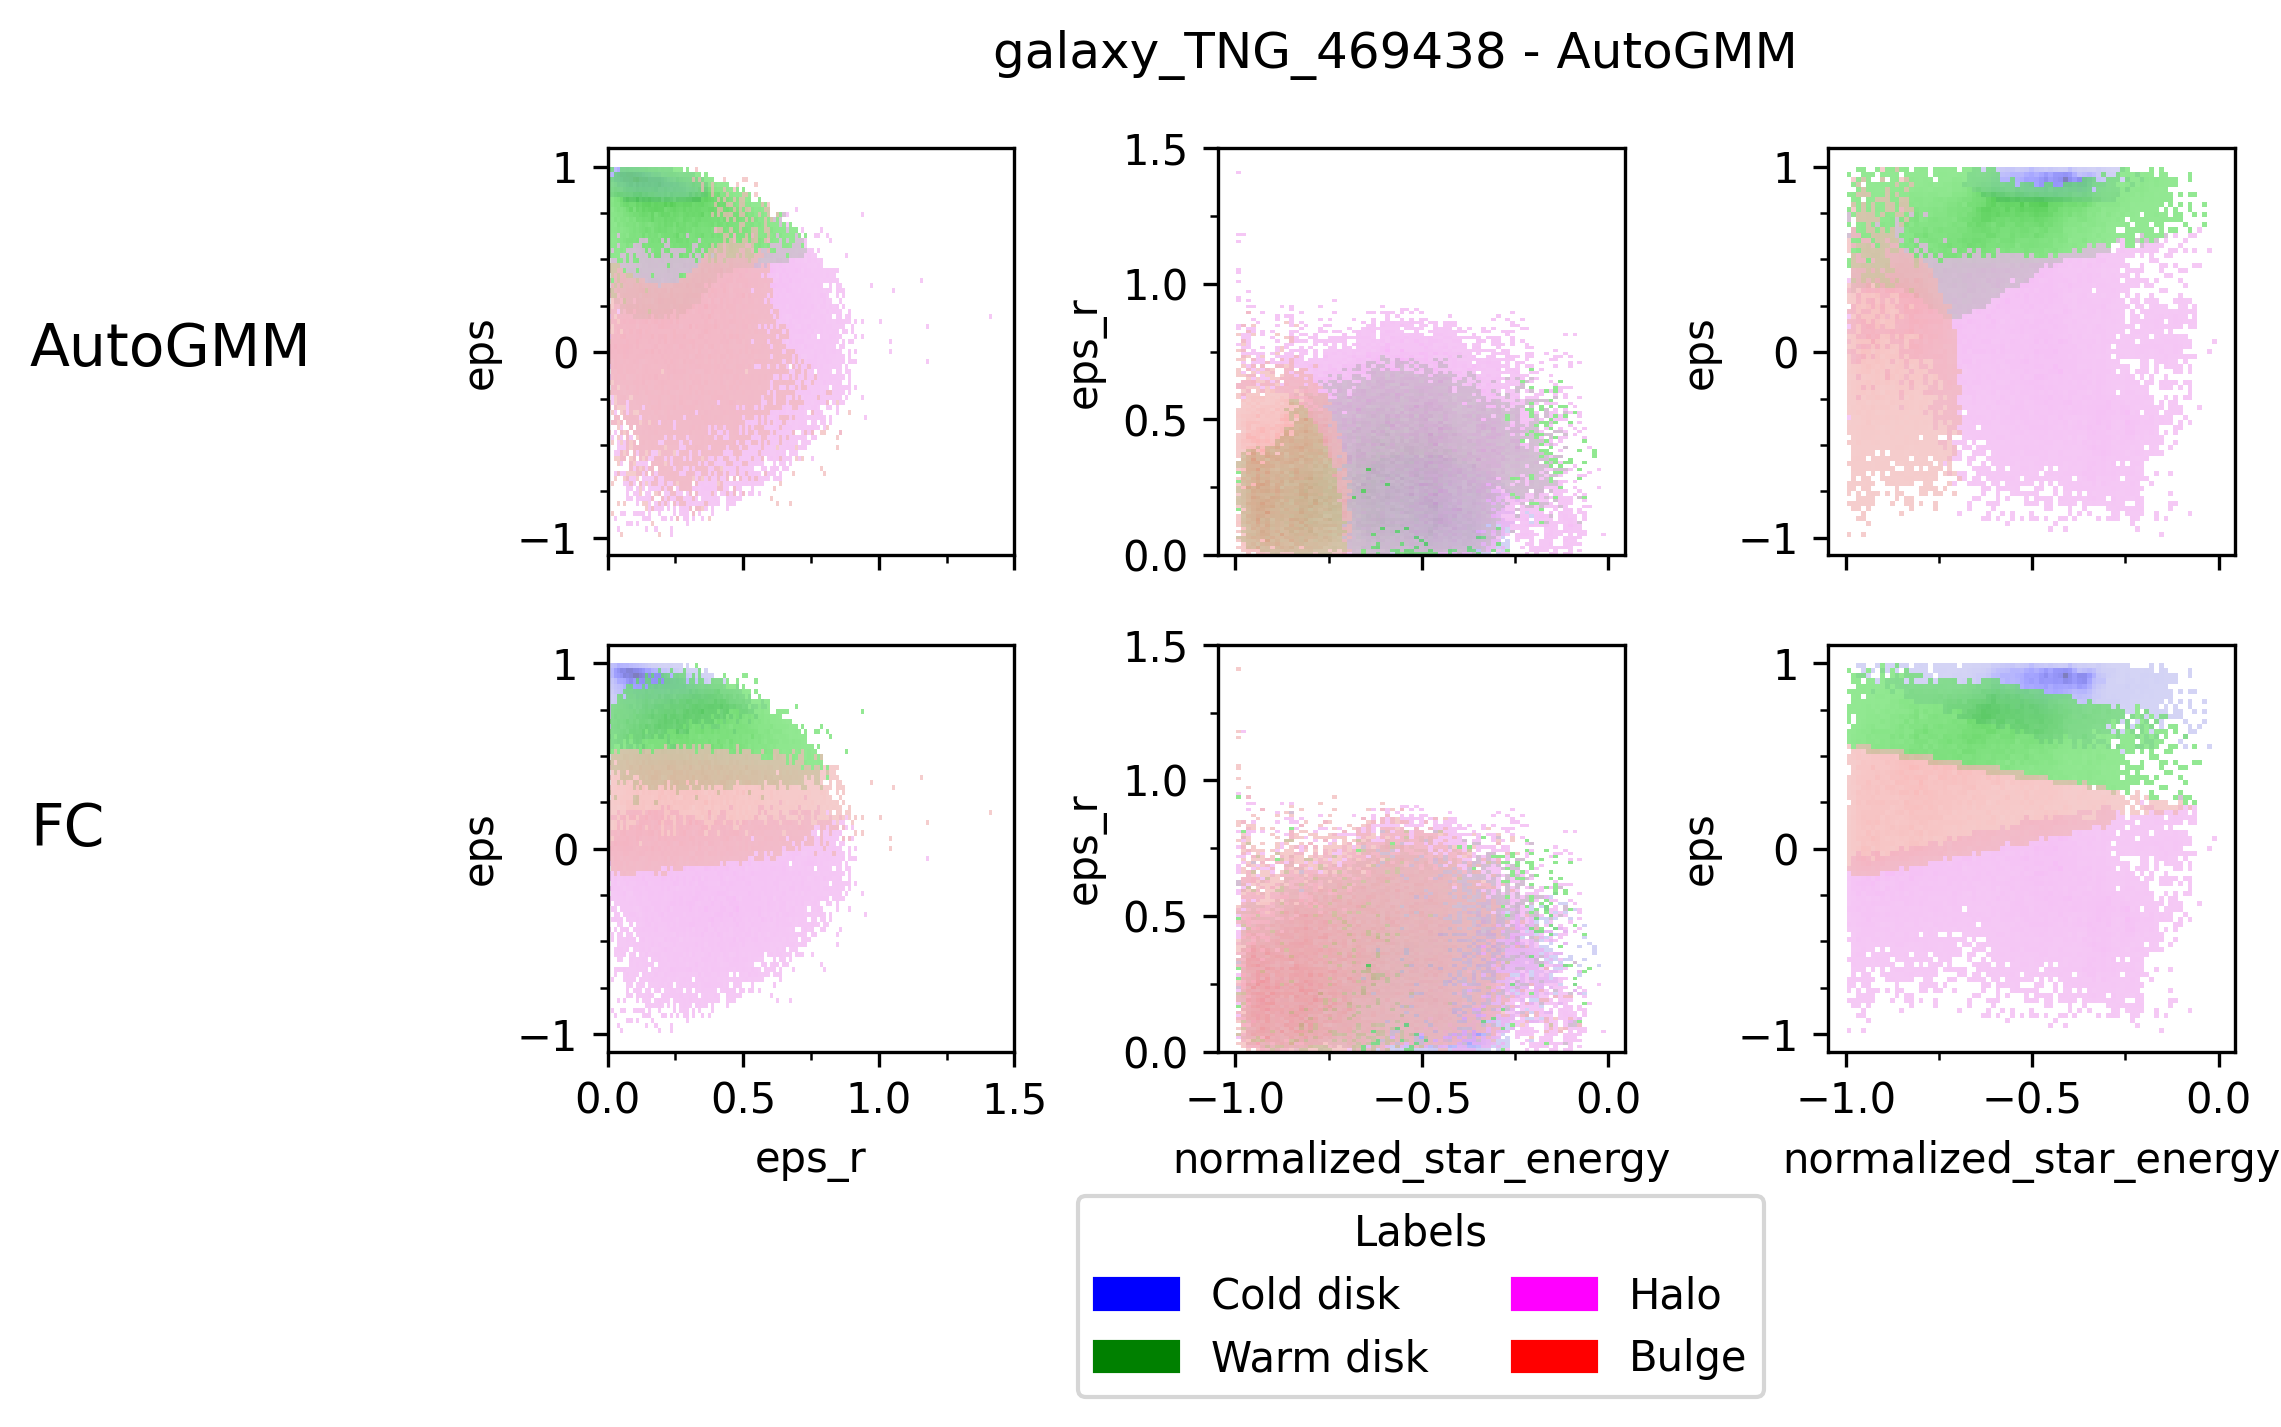 galaxy_TNG_469438 - AutoGMM
AutoGMM
eps
1
0
−1
eps_r
1.5
1.0
0.5
0.0
eps
1
0
−1
FC
eps
1
0
−1
0.0 0.5 1.0 1.5
eps_r
eps_r
1.5
1.0
0.5
0.0
−1.0 −0.5 0.0
normalized_star_energy
eps
1
0
−1
−1.0 −0.5 0.0
normalized_star_energy
Labels
Cold disk Halo
Warm disk Bulge